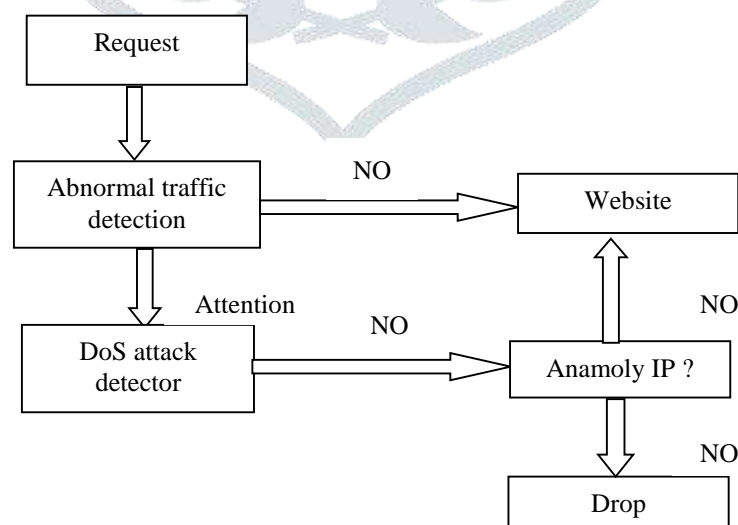 Request
NO
Abnormal traffic
detection
Website
Attention
NO
NO
DoS attack
detector
Anamoly IP ?
NO
Drop